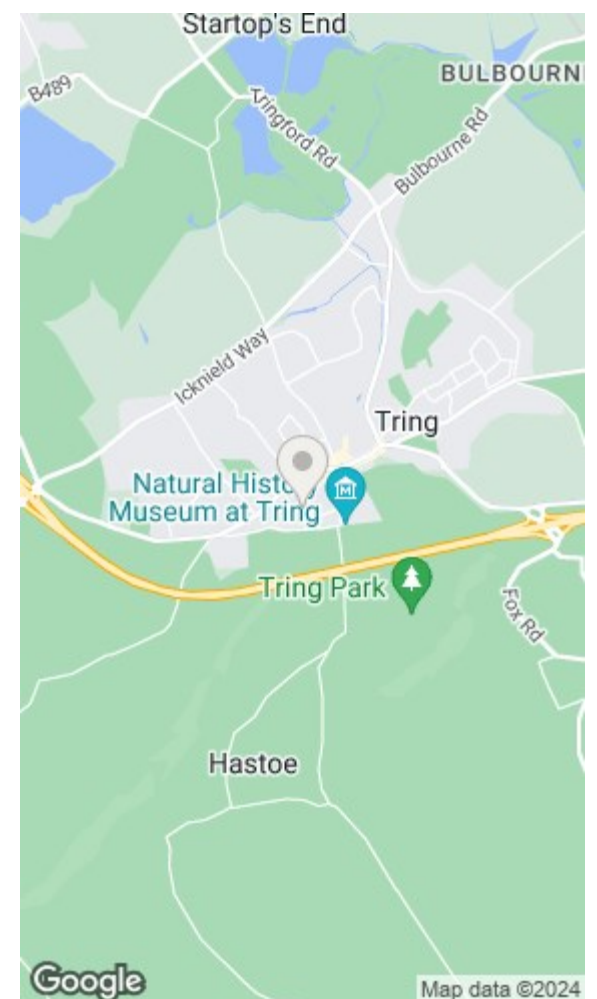 Startop's End
BULBOURN
B489
Tringford Rd
Bulbourne Rd
Icknield Way
Tring
Natural History
Museum at Tring
Tring Park
Fox Rd
Hastoe
Google
Map data ©2024